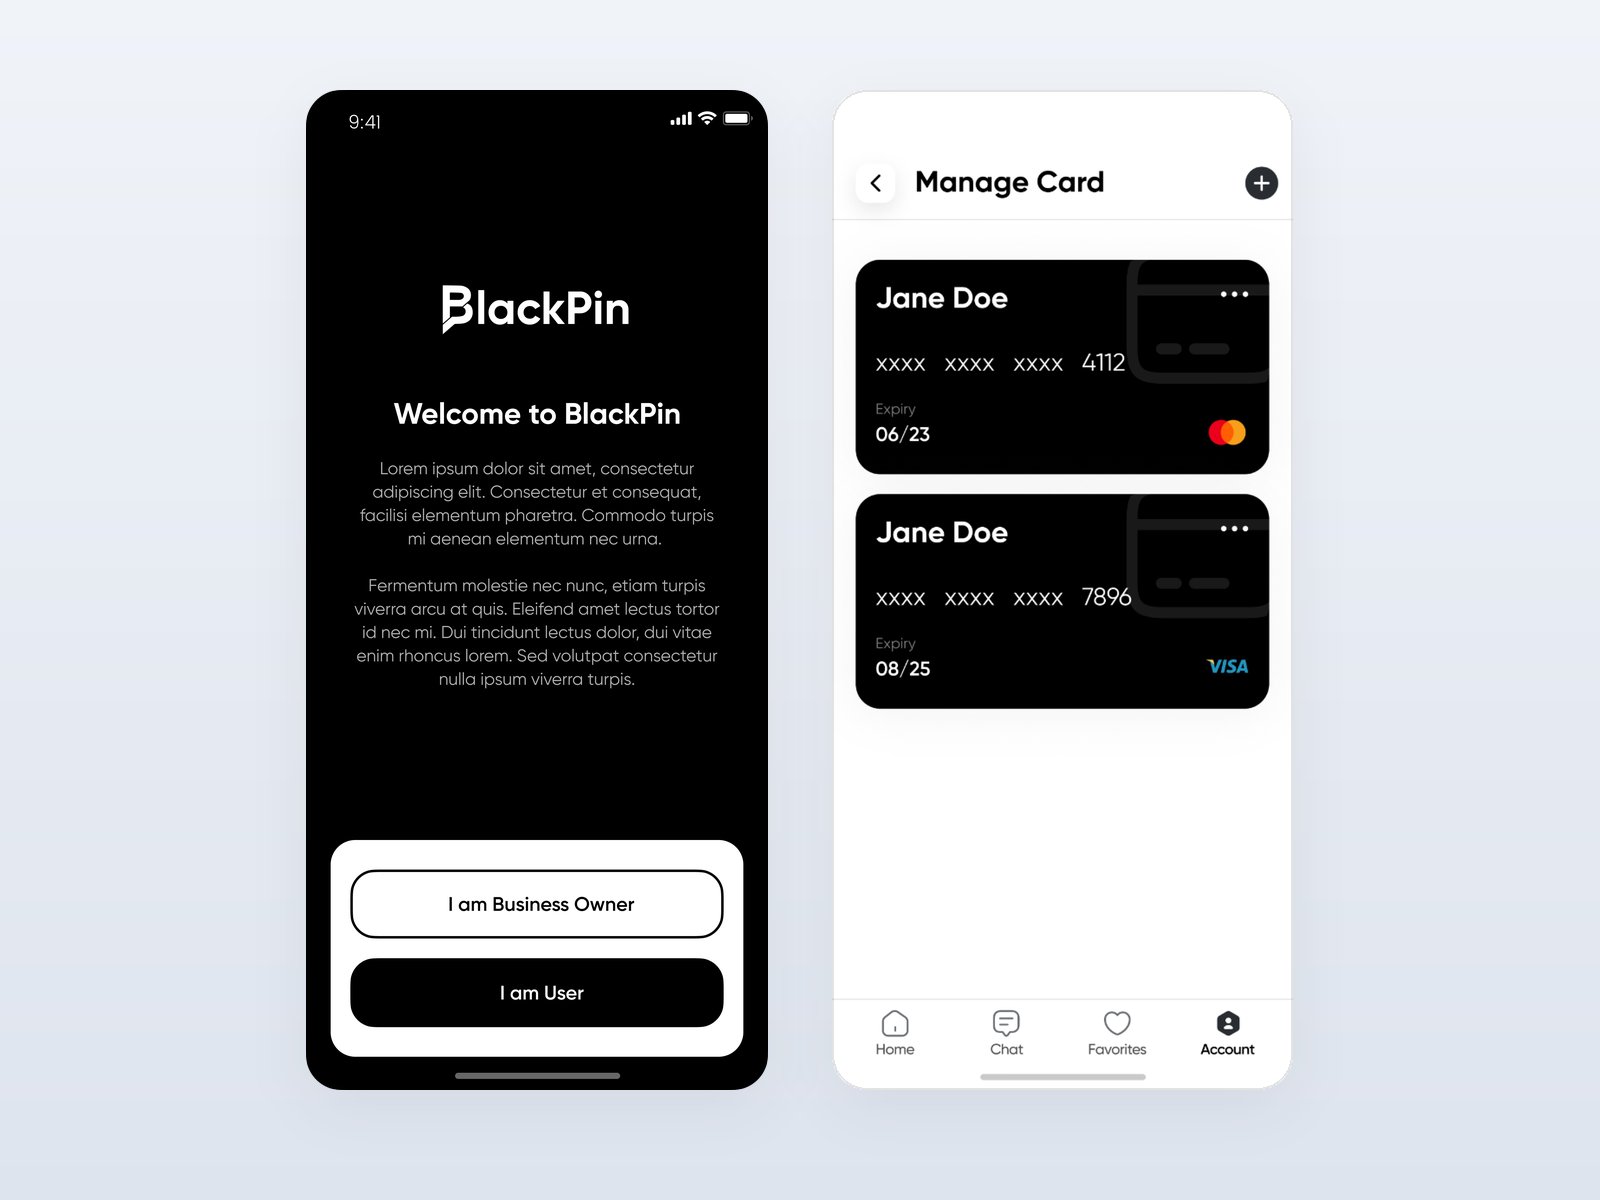 9:41
BlackPin
Welcome to BlackPin
Lorem ipsum dolor sit amet, consectetur
adipiscing elit. Consectetur et consequat,
facilisi elementum pharetra. Commodo turpis
mi aenean elementum nec urna.
Fermentum molestie nec nunc, etiam turpis
viverra arcu at quis. Eleifend amet lectus tortor
id nec mi. Dui tincidunt lectus dolor, dui vitae
enim rhoncus lorem. Sed volutpat consectetur
nulla ipsum viverra turpis.
I am Business Owner
I am User
Manage Card
Jane Doe
xxxx xxxx xxxx 4112
Expiry
06/23
Jane Doe
xxxx xxxx xxxx 7896
Expiry
08/25
VISA
Home
Chat
Favorites
Account